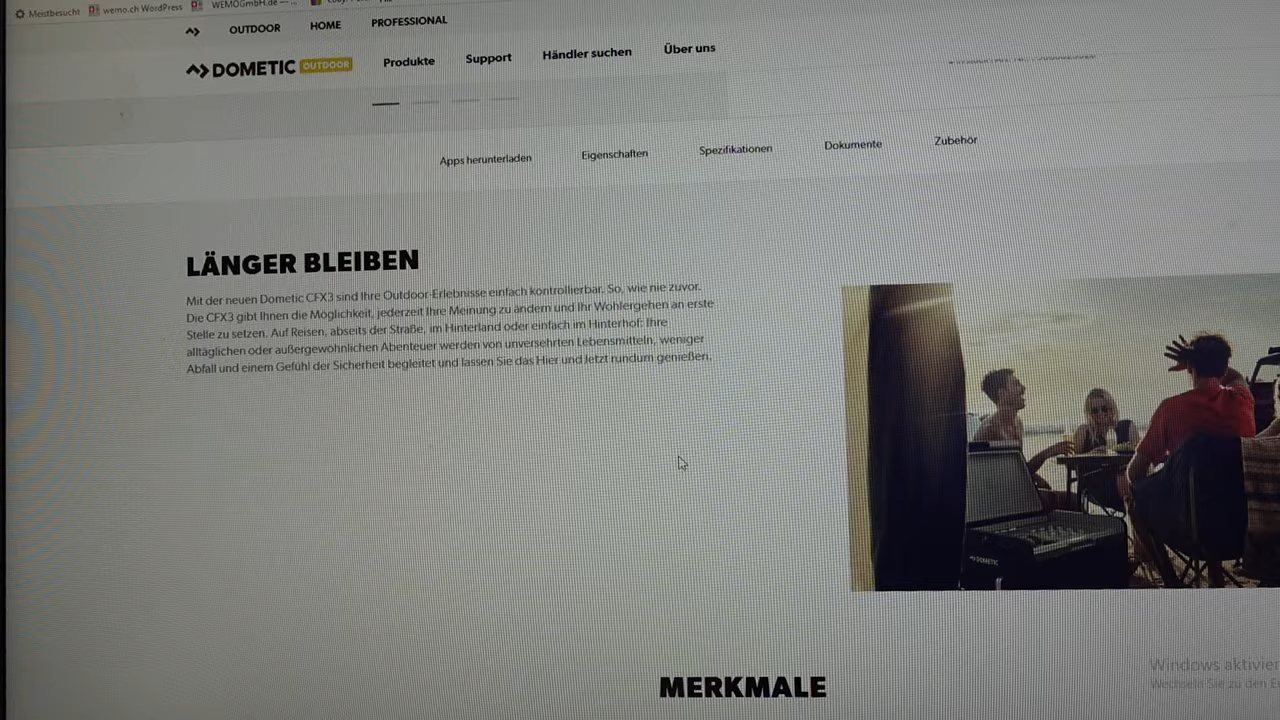 Meistbesucht wemo.ch WordPress WEMOGmbH.de — ...
OUTDOOR HOME PROFESSIONAL
DOMETIC OUTDOOR Produkte Support Händler suchen Über uns
Apps herunterladen Eigenschaften Spezifikationen Dokumente Zubehör
LÄNGER BLEIBEN
Mit der neuen Dometic CFX3 sind Ihre Outdoor-Erlebnisse einfach kontrollierbar. So, wie nie zuvor.
Die CFX3 gibt Ihnen die Möglichkeit, jederzeit Ihre Meinung zu ändern und Ihr Wohlergehen an erste
Stelle zu setzen. Auf Reisen, abseits der Straße, im Hinterland oder einfach im Hinterhof: Ihre
alltäglichen oder außergewöhnlichen Abenteuer werden von unversehrten Lebensmitteln, weniger
Abfall und einem Gefühl der Sicherheit begleitet und lassen Sie das Hier und Jetzt rundum genießen.
DOMETIC
MERKMALE
Windows aktivier
Wechseln Sie zu den E